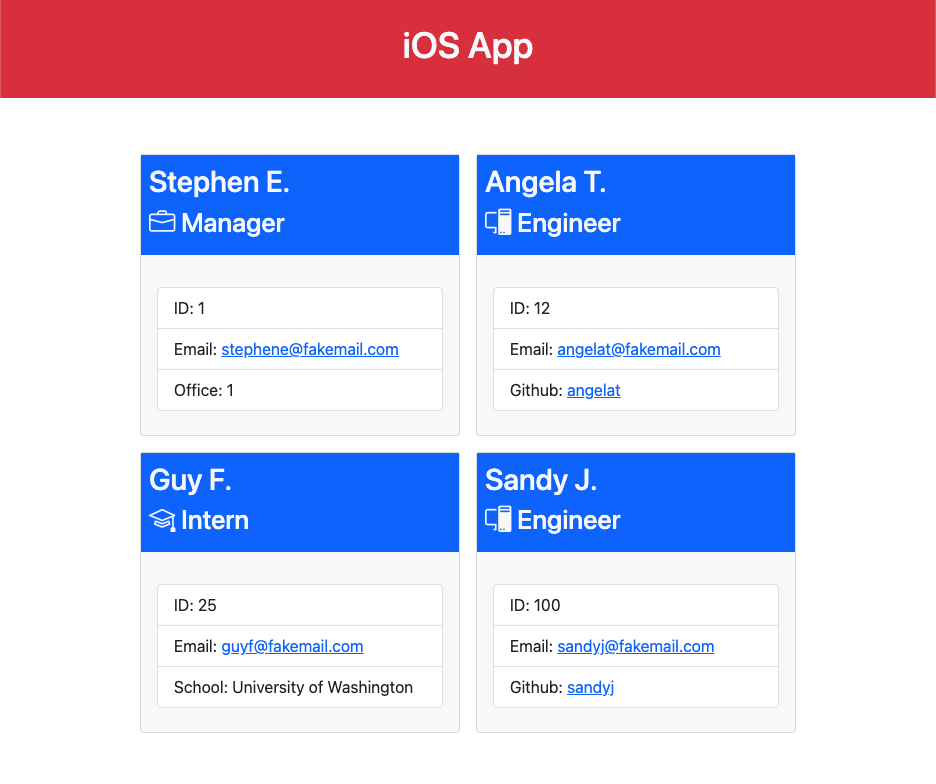 iOS App
Stephen E.
Manager
ID: 1
Email: stephene@fakemail.com
Office: 1
Angela T.
Engineer
ID: 12
Email: angelat@fakemail.com
Github: angelat
Guy F.
Intern
ID: 25
Email: guyf@fakemail.com
School: University of Washington
Sandy J.
Engineer
ID: 100
Email: sandyj@fakemail.com
Github: sandyj